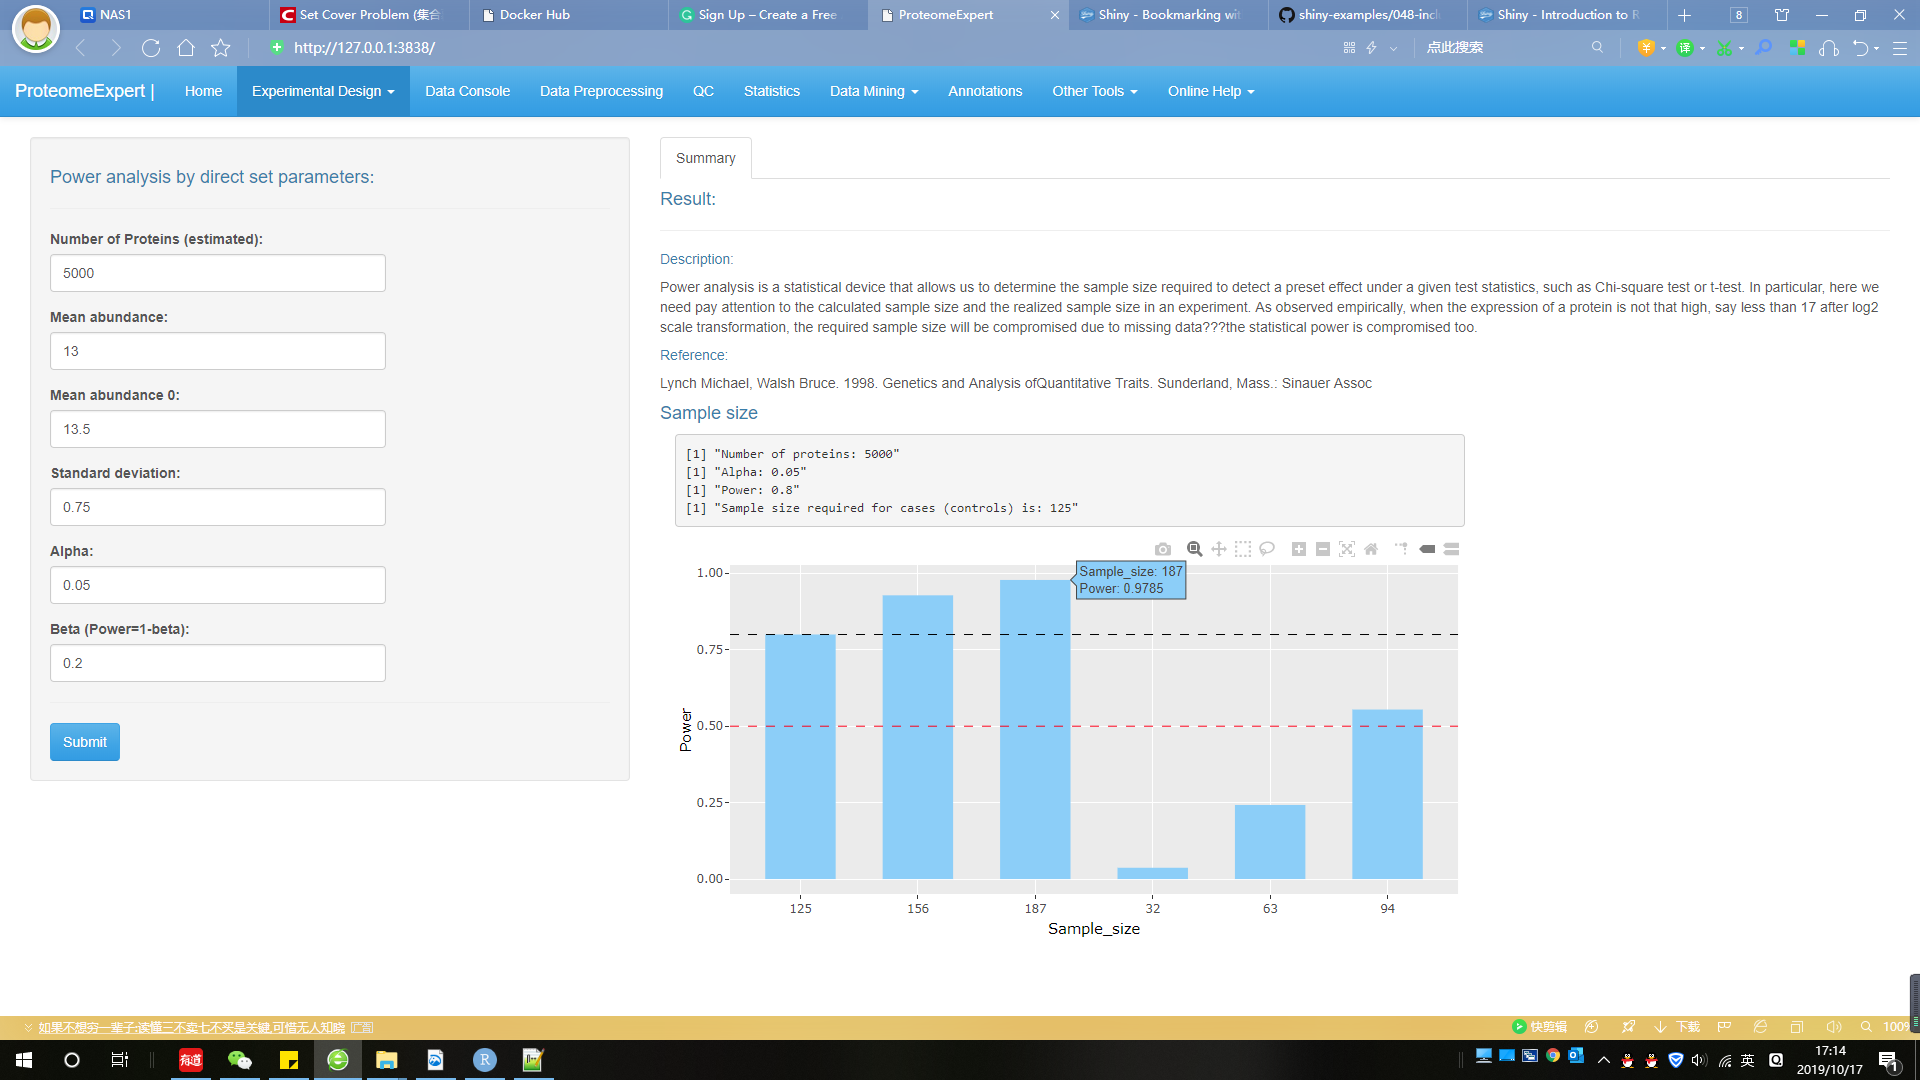 NAS1
Set Cover Problem (集合
Docker Hub
Sign Up – Create a Free
ProteomeExpert
Shiny - Bookmarking wit
shiny-examples/048-incl
Shiny - Introduction to R
8
http://127.0.0.1:3838/
点此搜索
ProteomeExpert |
Home
Experimental Design
Data Console
Data Preprocessing
QC
Statistics
Data Mining
Annotations
Other Tools
Online Help
Power analysis by direct set parameters:
Number of Proteins (estimated):
5000
Mean abundance:
13
Mean abundance 0:
13.5
Standard deviation:
0.75
Alpha:
0.05
Beta (Power=1-beta):
0.2
Submit
Summary
Result:
Description:
Power analysis is a statistical device that allows us to determine the sample size required to detect a preset effect under a given test statistics, such as Chi-square test or t-test. In particular, here we
need pay attention to the calculated sample size and the realized sample size in an experiment. As observed empirically, when the expression of a protein is not that high, say less than 17 after log2
scale transformation, the required sample size will be compromised due to missing data???the statistical power is compromised too.
Reference:
Lynch Michael, Walsh Bruce. 1998. Genetics and Analysis ofQuantitative Traits. Sunderland, Mass.: Sinauer Assoc
Sample size
[1] "Number of proteins: 5000"
[1] "Alpha: 0.05"
[1] "Power: 0.8"
[1] "Sample size required for cases (controls) is: 125"
Sample_size: 187
Power: 0.9785
1.00
0.75
0.50
0.25
0.00
Power
125
156
187
32
63
94
Sample_size
如果不想穷一辈子:读懂三不卖七不买是关键,可惜无人知晓
广告
快剪辑
下载
100%
有道
英
17:14
2019/10/17
1